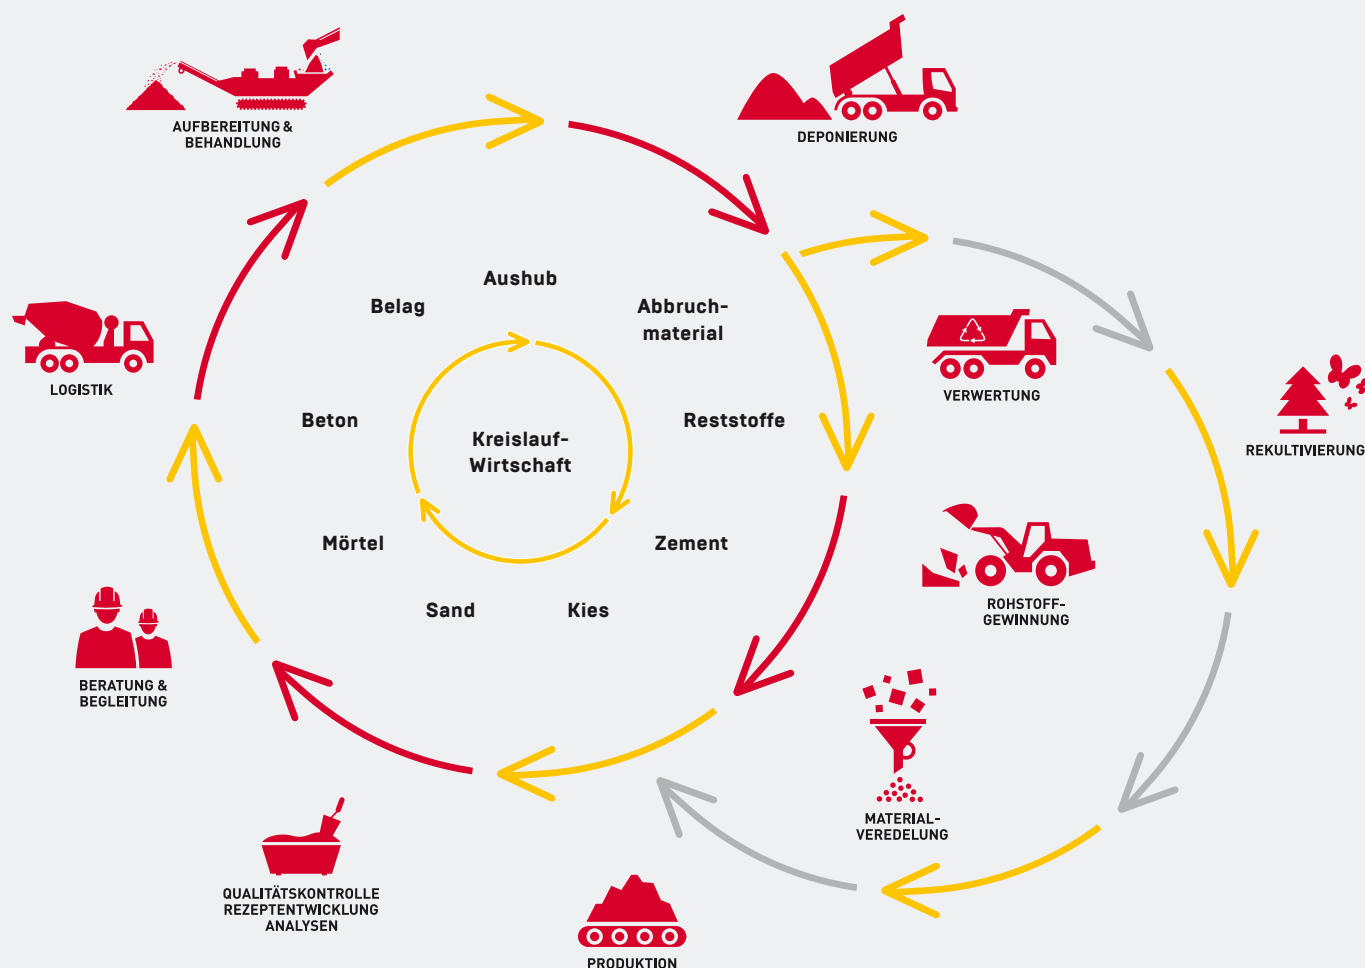 AUFBEREITUNG &
BEHANDLUNG
DEPONIERUNG
Aushub
Belag
Abbruch-
material
LOGISTIK
VERWERTUNG
Beton
Reststoffe
Kreislauf-
Wirtschaft
REKULTIVIERUNG
Mörtel
Zement
Sand
Kies
ROHSTOFF-
GEWINNUNG
BERATUNG &
BEGLEITUNG
MATERIAL-
VEREDELUNG
QUALITÄTSKONTROLLE
REZEPTENTWICKLUNG
ANALYSEN
PRODUKTION